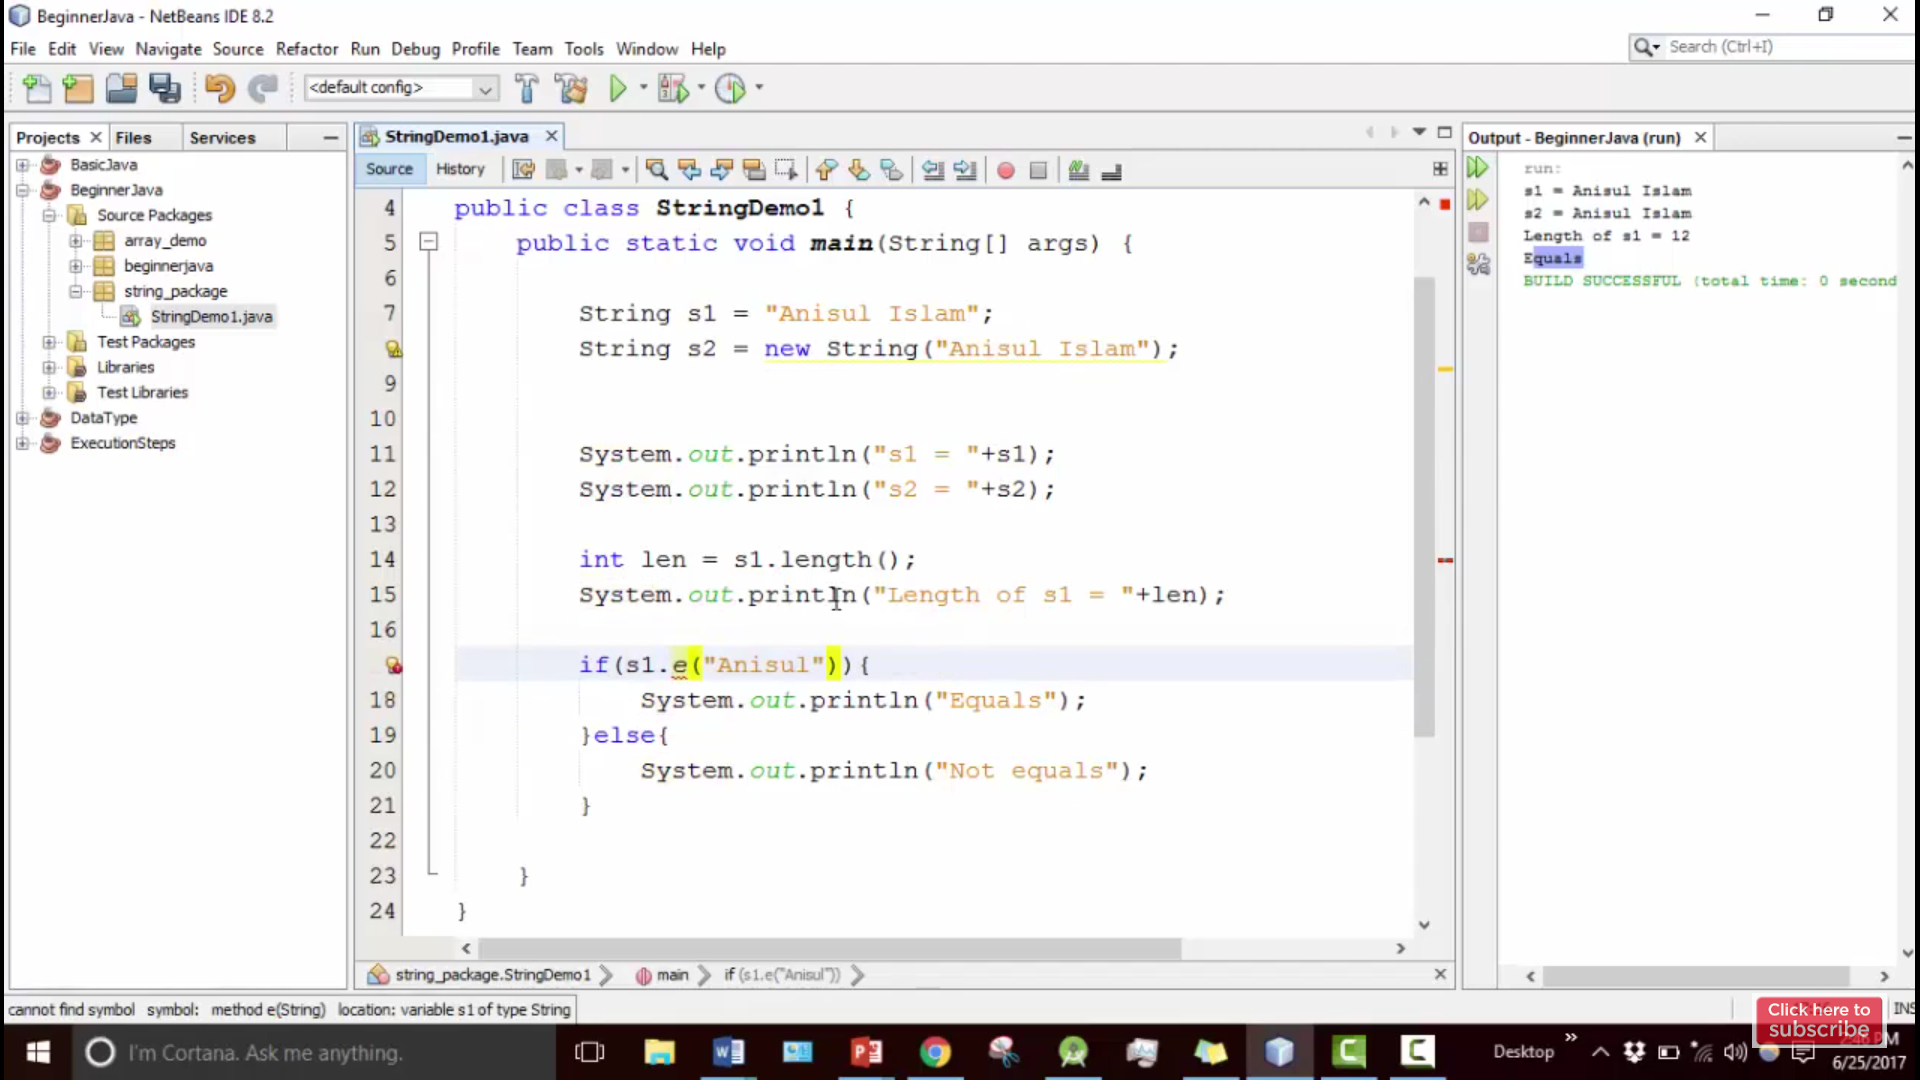 BeginnerJava - NetBeans IDE 8.2
File Edit View Navigate Source Refactor Run Debug Profile Team Tools Window Help
Search (Ctrl+I)
<default config>
Projects Files Services
BasicJava
BeginnerJava
Source Packages
array_demo
beginnerjava
string_package
StringDemo1.java
Test Packages
Libraries
Test Libraries
DataType
ExecutionSteps
StringDemo1.java
Source History
4 public class StringDemo1 {
5 public static void main(String[] args) {
6
7 String s1 = "Anisul Islam";
String s2 = new String("Anisul Islam");
9
10
11 System.out.println("s1 = "+s1);
12 System.out.println("s2 = "+s2);
13
14 int len = s1.length();
15 System.out.println("Length of s1 = "+len);
16
if(s1.e("Anisul")){
18 System.out.println("Equals");
19 }else{
20 System.out.println("Not equals");
21 }
22
23 }
24 }
string_package.StringDemo1 main if (s1.e("Anisul"))
Output - BeginnerJava (run)
run:
s1 = Anisul Islam
s2 = Anisul Islam
Length of s1 = 12
Equals
BUILD SUCCESSFUL (total time: 0 second
cannot find symbol symbol: method e(String) location: variable s1 of type String
INS
Click here to
subscribe
I'm Cortana. Ask me anything.
Desktop
6/25/2017